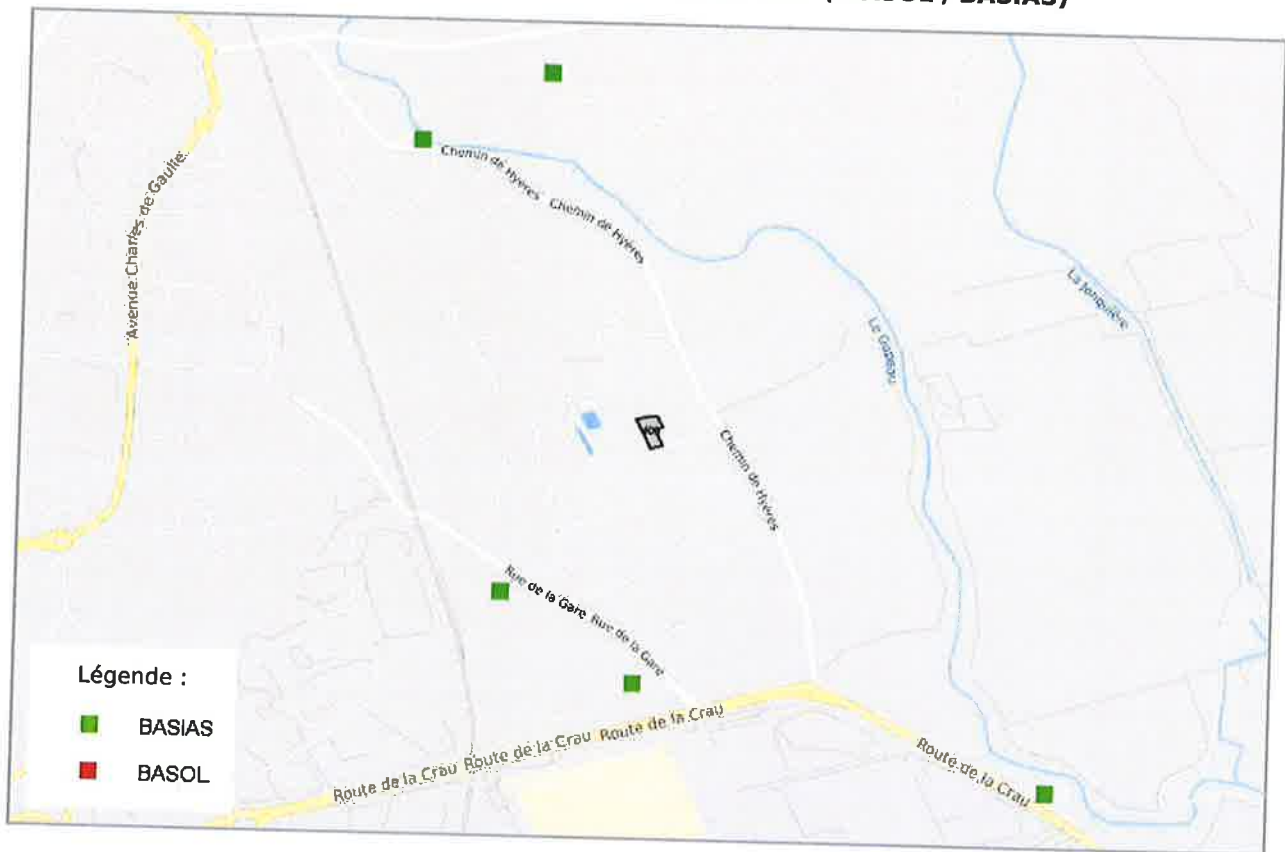 / BASIAS)
Chemin de Hyères
Chemin de Hyères
Avenue Charles de Gaulle
La Jonquière
Chemin de Hyères
Rue de la Gare
Rue de la Gare
Route de la Crau
Route de la Crau
Route de la Crau
Route de la Crau
Légende :
BASIAS
BASOL